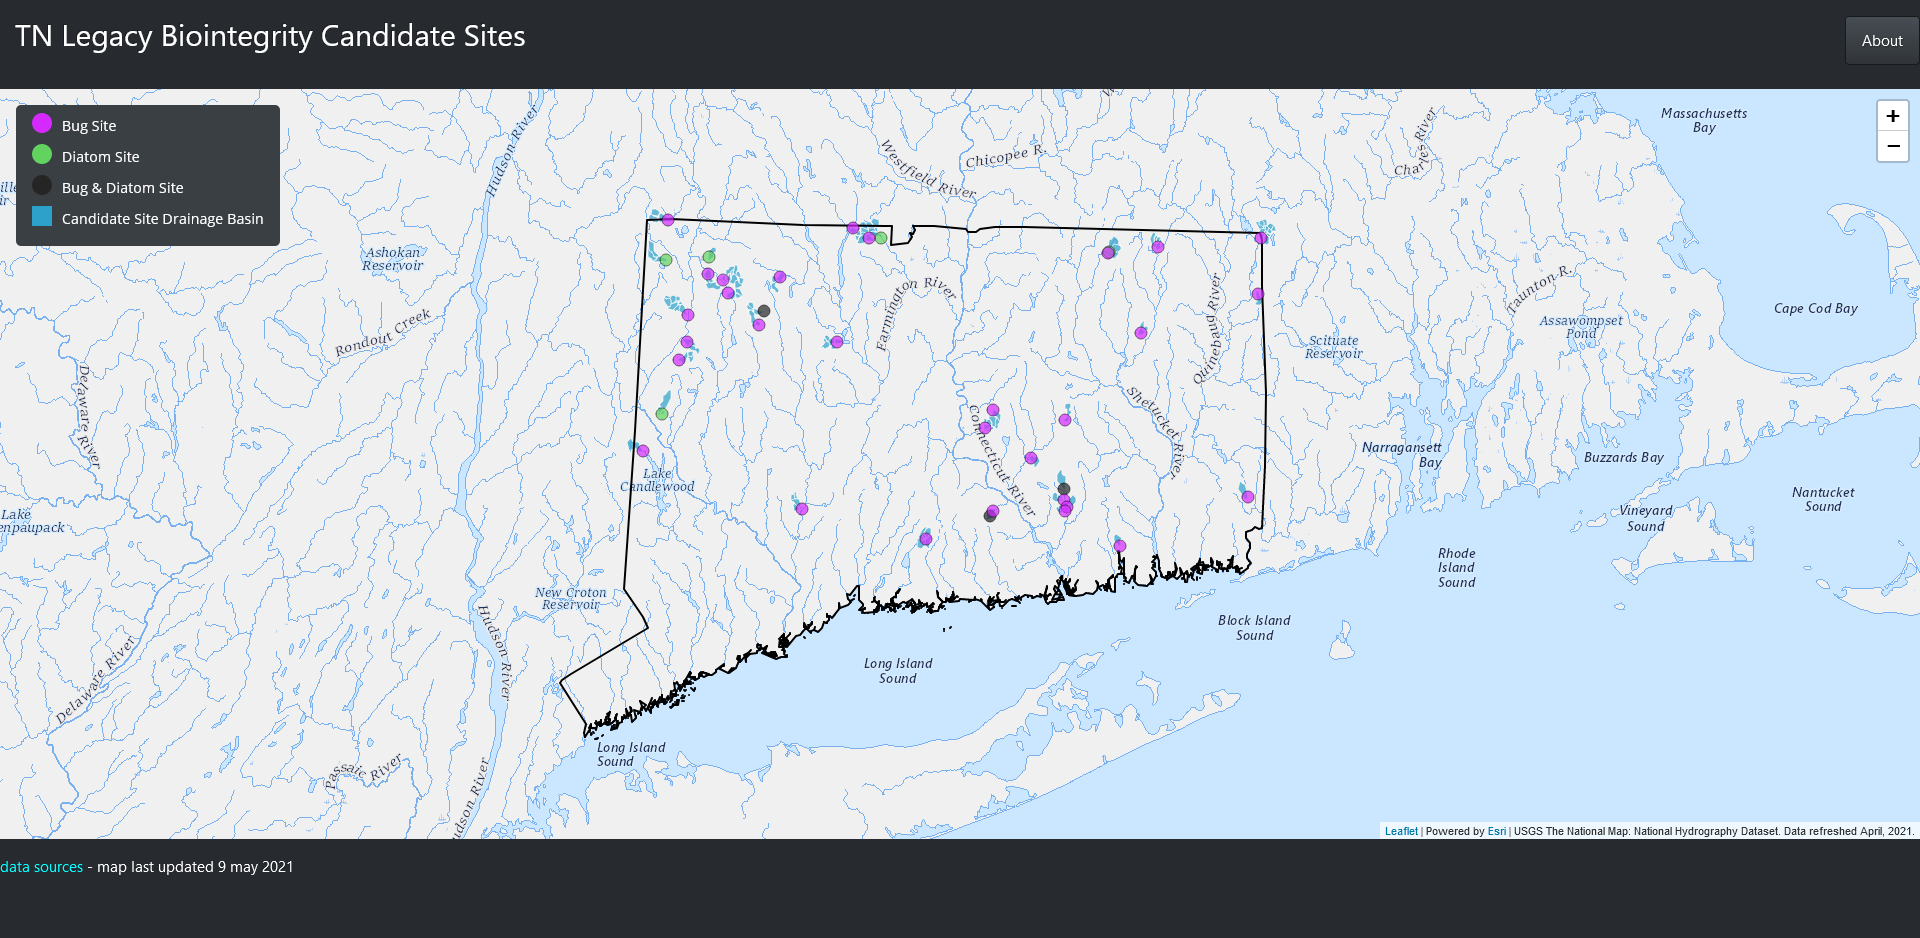 TN Legacy Biointegrity Candidate Sites
About
Bug Site
Diatom Site
Bug & Diatom Site
Candidate Site Drainage Basin
+
−
Massachusetts
Bay
Hudson River
Westfield River
Chicopee R.
Ashokan
Reservoir
Rondout Creek
Farmington River
Quinebaug River
Taunton R.
Cape Cod Bay
Assawompset
Pond
Scituate
Reservoir
Delaware River
Shetucket River
Connecticut River
Narragansett
Bay
Buzzards Bay
Lake
Candlewood
Nantucket
Sound
Vineyard
Sound
Lake
enpaupack
Rhode
Island
Sound
New Croton
Reservoir
Hudson River
Block Island
Sound
Long Island
Sound
Delaware River
Long Island
Sound
Passaic River
udson River
Leaflet | Powered by Esri | USGS The National Map: National Hydrography Dataset. Data refreshed April, 2021.
data sources - map last updated 9 may 2021